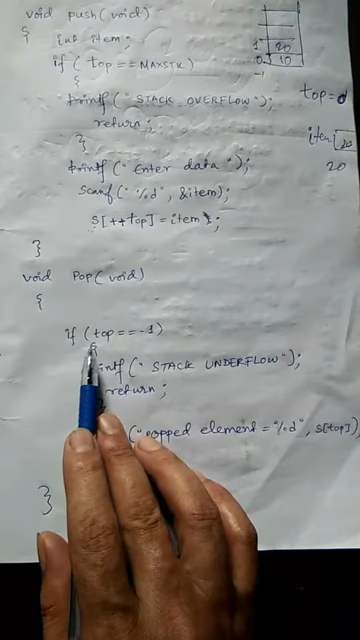 void push(void)
{ int item;
if ( top == MAXSTK)
{
printf(" STACK OVERFLOW");
return;
}
printf(" Enter data ");
scanf(" %d", &item);
s[++top] = item;
}
1 20
0 10
-1
top=0
item 20
20
void Pop(void)
{
if (top == -1)
intf(" STACK UNDERFLOW");
return ;
("Popped element = %d", s[top])
}